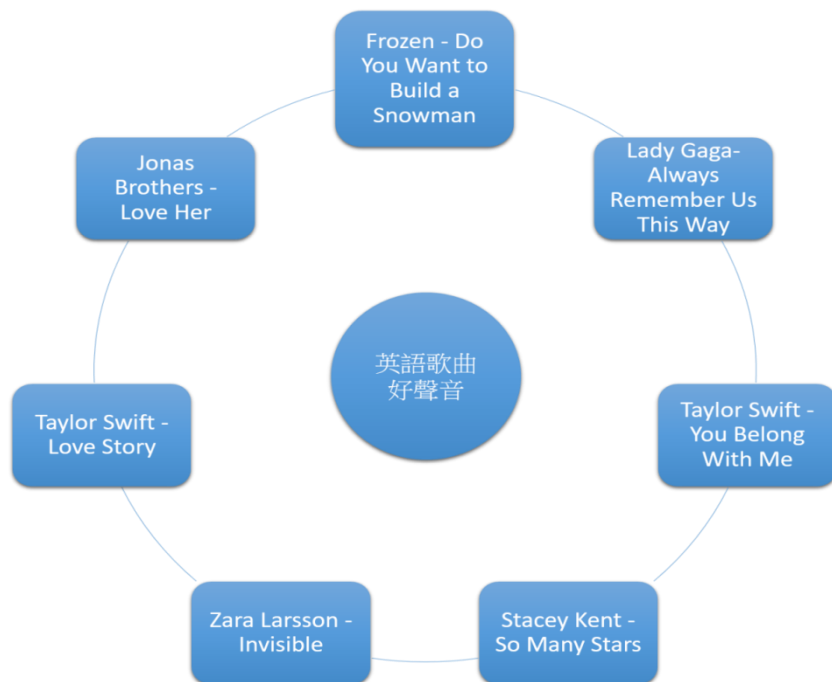 Frozen - Do
You Want to
Build a
Snowman
Lady Gaga-
Always
Remember Us
This Way
Taylor Swift -
You Belong
With Me
Stacey Kent -
So Many Stars
Zara Larsson -
Invisible
Taylor Swift -
Love Story
Jonas
Brothers -
Love Her
英語歌曲
好聲音